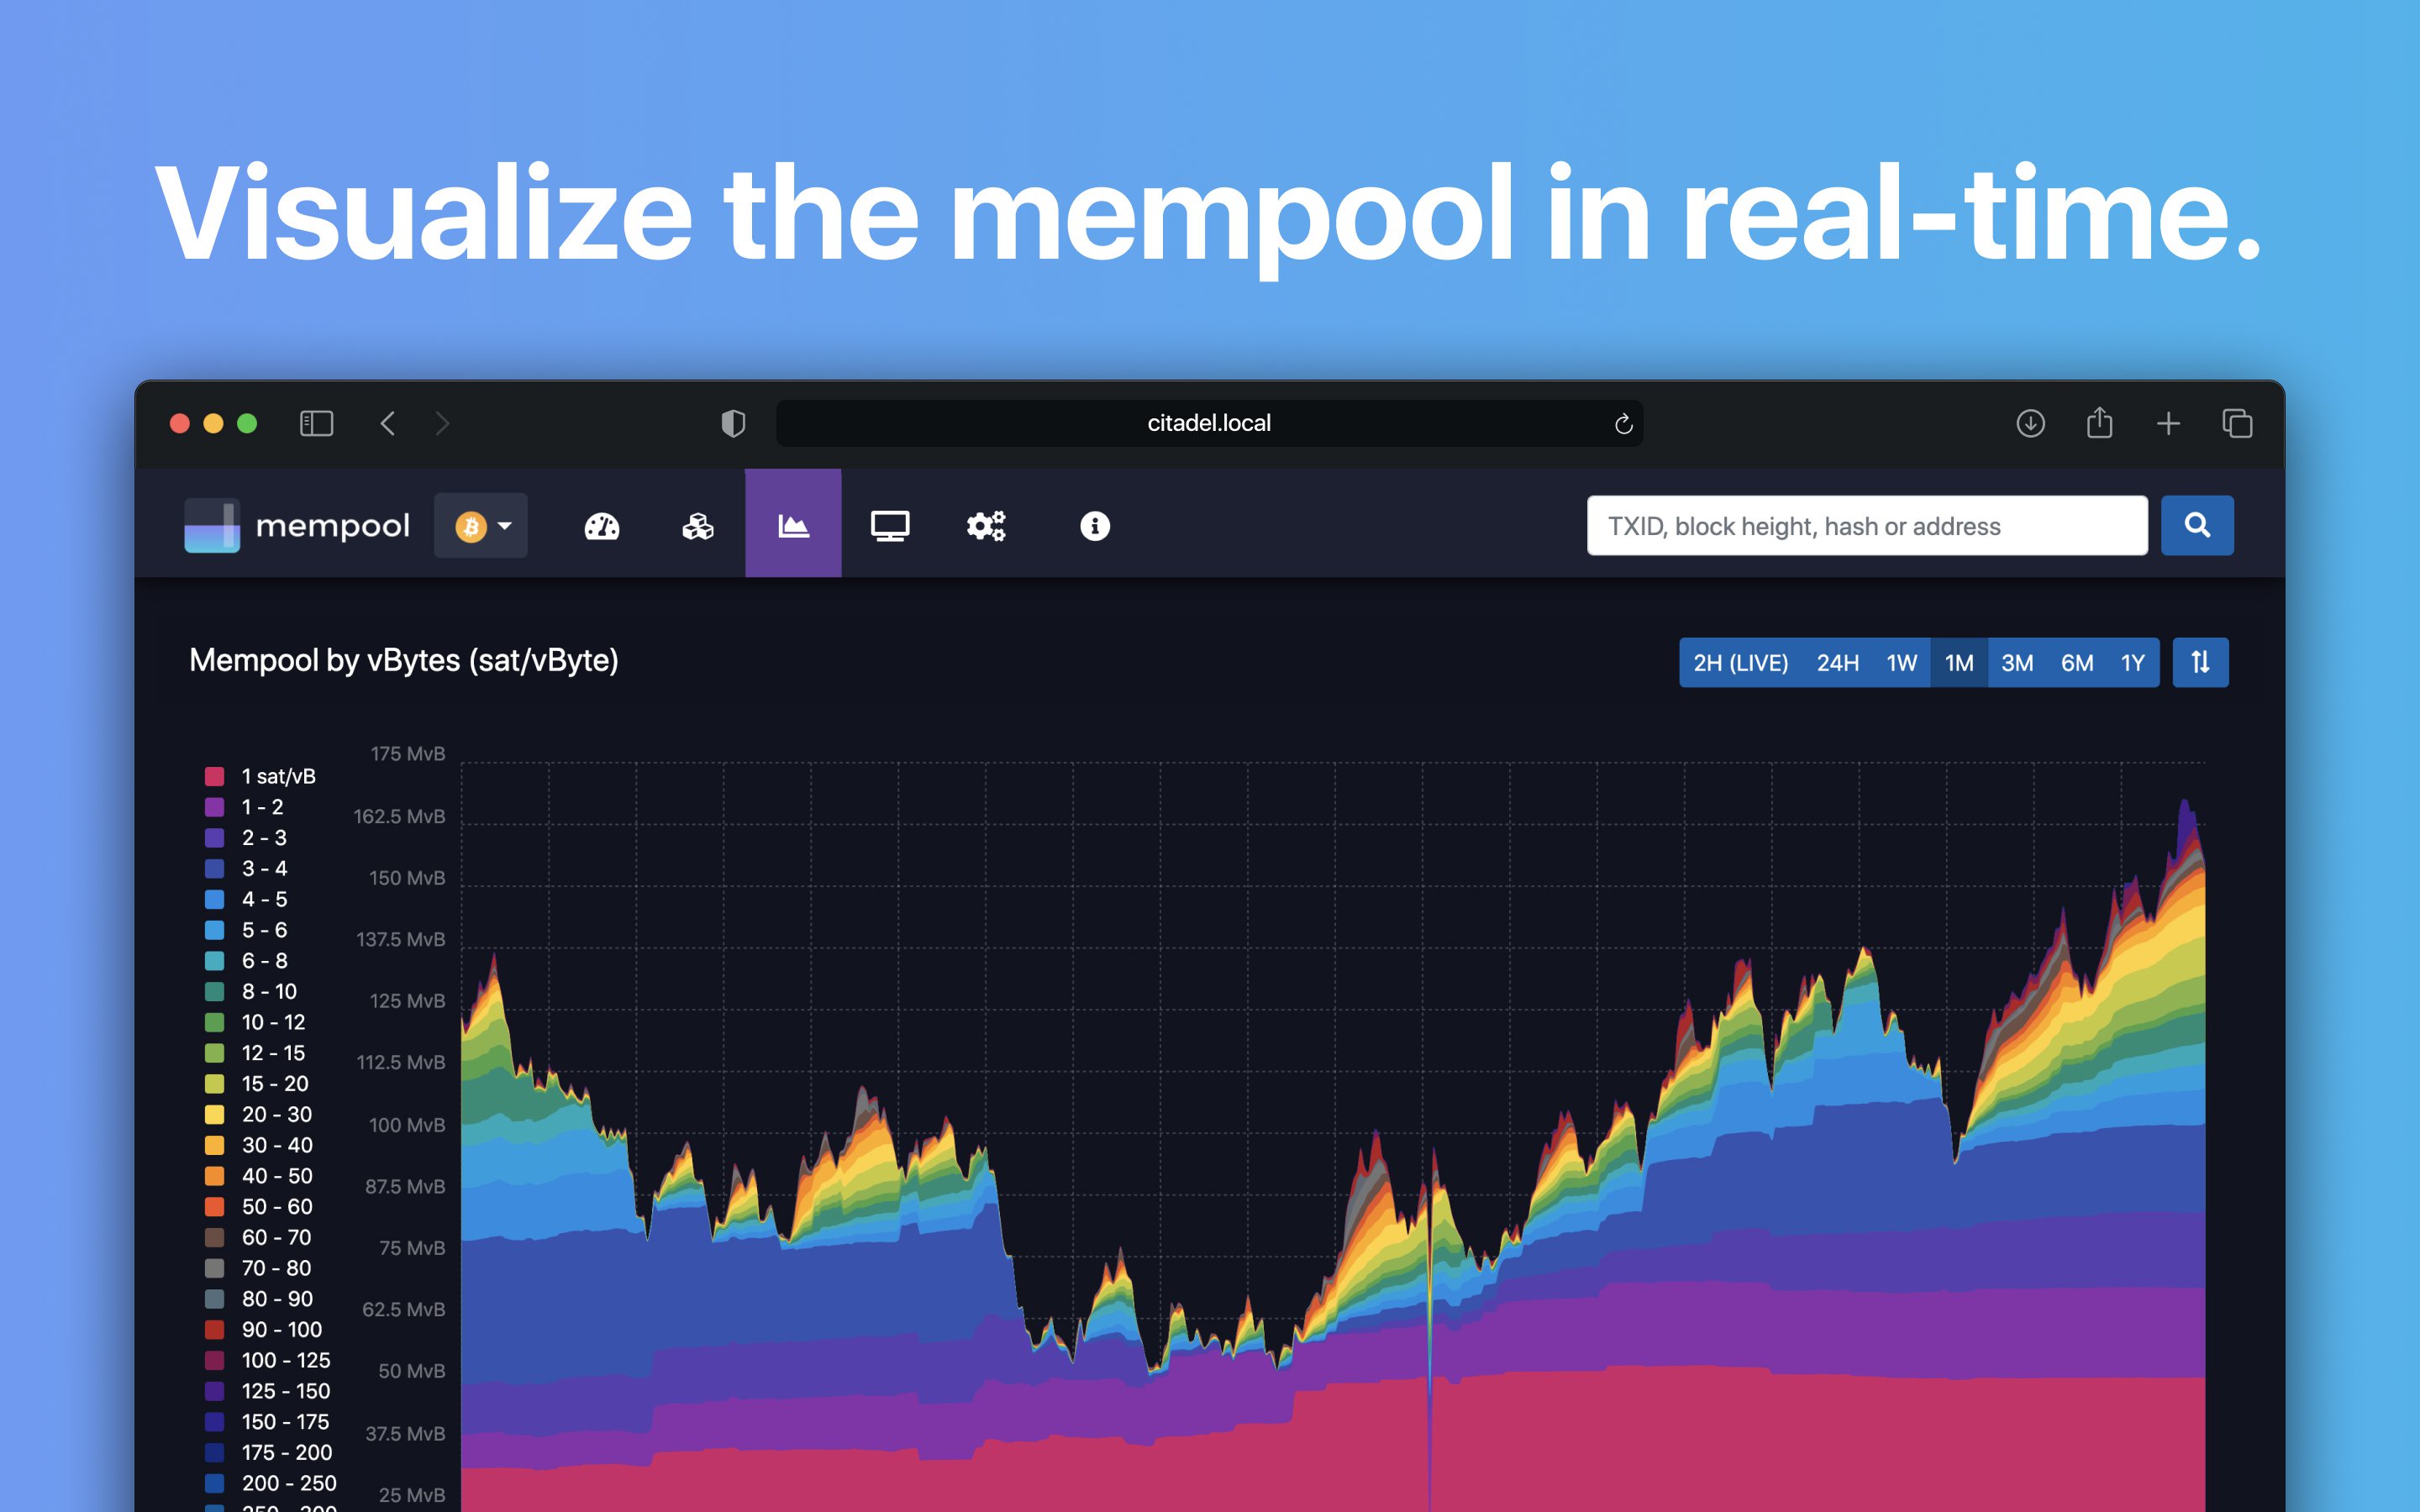 Visualize the mempool in real-time.
citadel.local
mempool
TXID, block height, hash or address
Mempool by vBytes (sat/vByte)
2H (LIVE) 24H 1W 1M 3M 6M 1Y
1 sat/vB
1 - 2
2 - 3
3 - 4
4 - 5
5 - 6
6 - 8
8 - 10
10 - 12
12 - 15
15 - 20
20 - 30
30 - 40
40 - 50
50 - 60
60 - 70
70 - 80
80 - 90
90 - 100
100 - 125
125 - 150
150 - 175
175 - 200
200 - 250
250 - 300
175 MvB
162.5 MvB
150 MvB
137.5 MvB
125 MvB
112.5 MvB
100 MvB
87.5 MvB
75 MvB
62.5 MvB
50 MvB
37.5 MvB
25 MvB